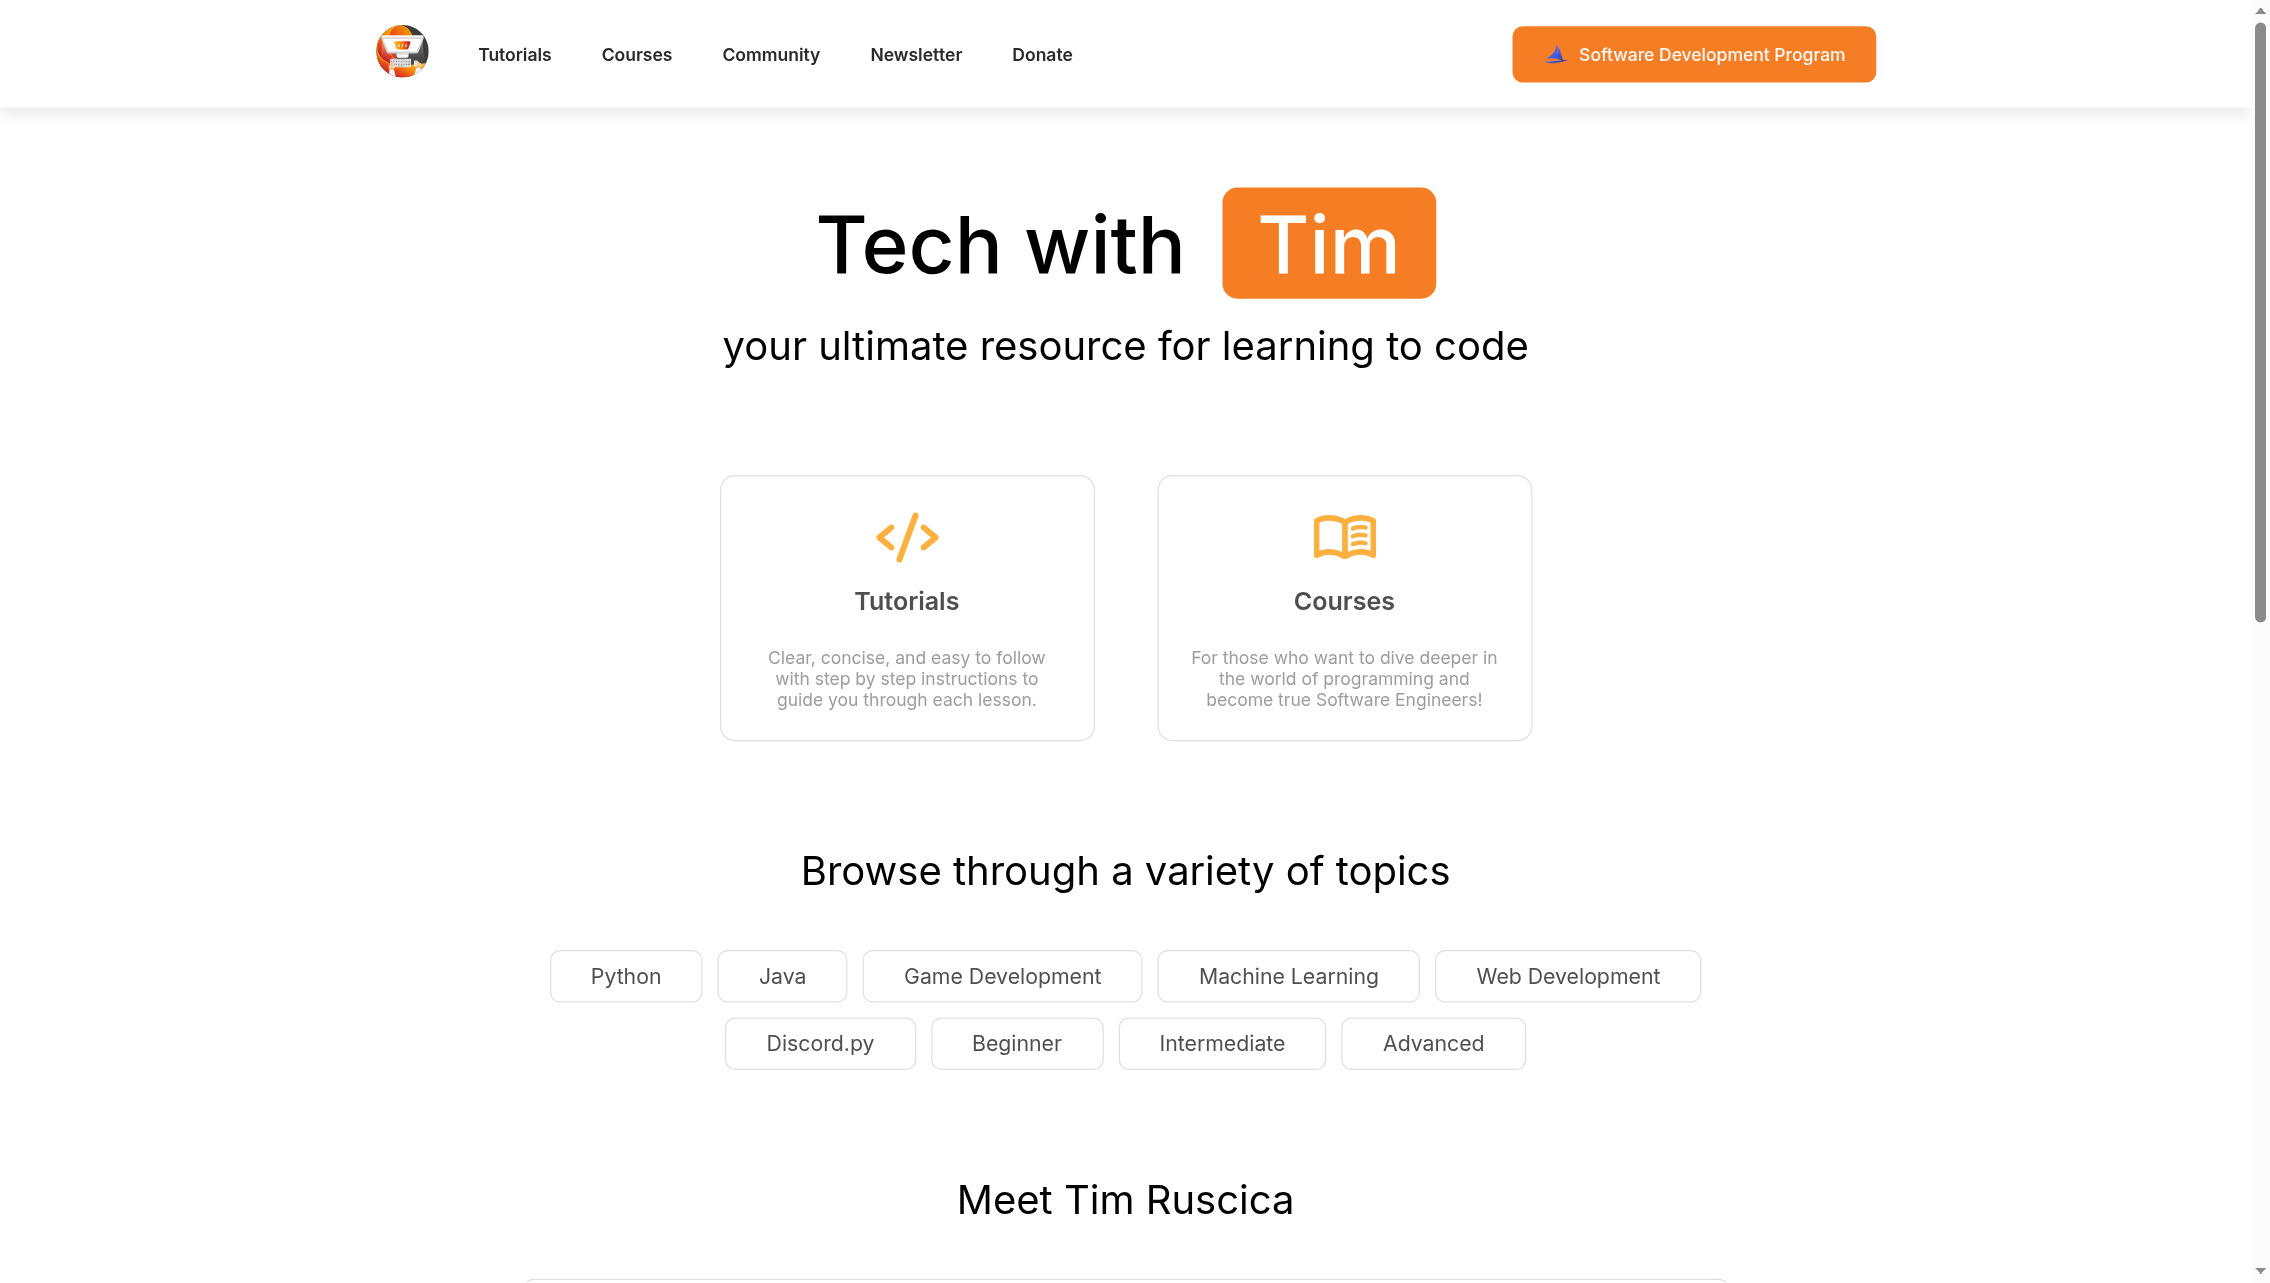 Tutorials
Courses
Community
Newsletter
Donate
Software Development Program
Tech with Tim
your ultimate resource for learning to code
Tutorials
Clear, concise, and easy to follow
with step by step instructions to
guide you through each lesson.
Courses
For those who want to dive deeper in
the world of programming and
become true Software Engineers!
Browse through a variety of topics
Python
Java
Game Development
Machine Learning
Web Development
Discord.py
Beginner
Intermediate
Advanced
Meet Tim Ruscica